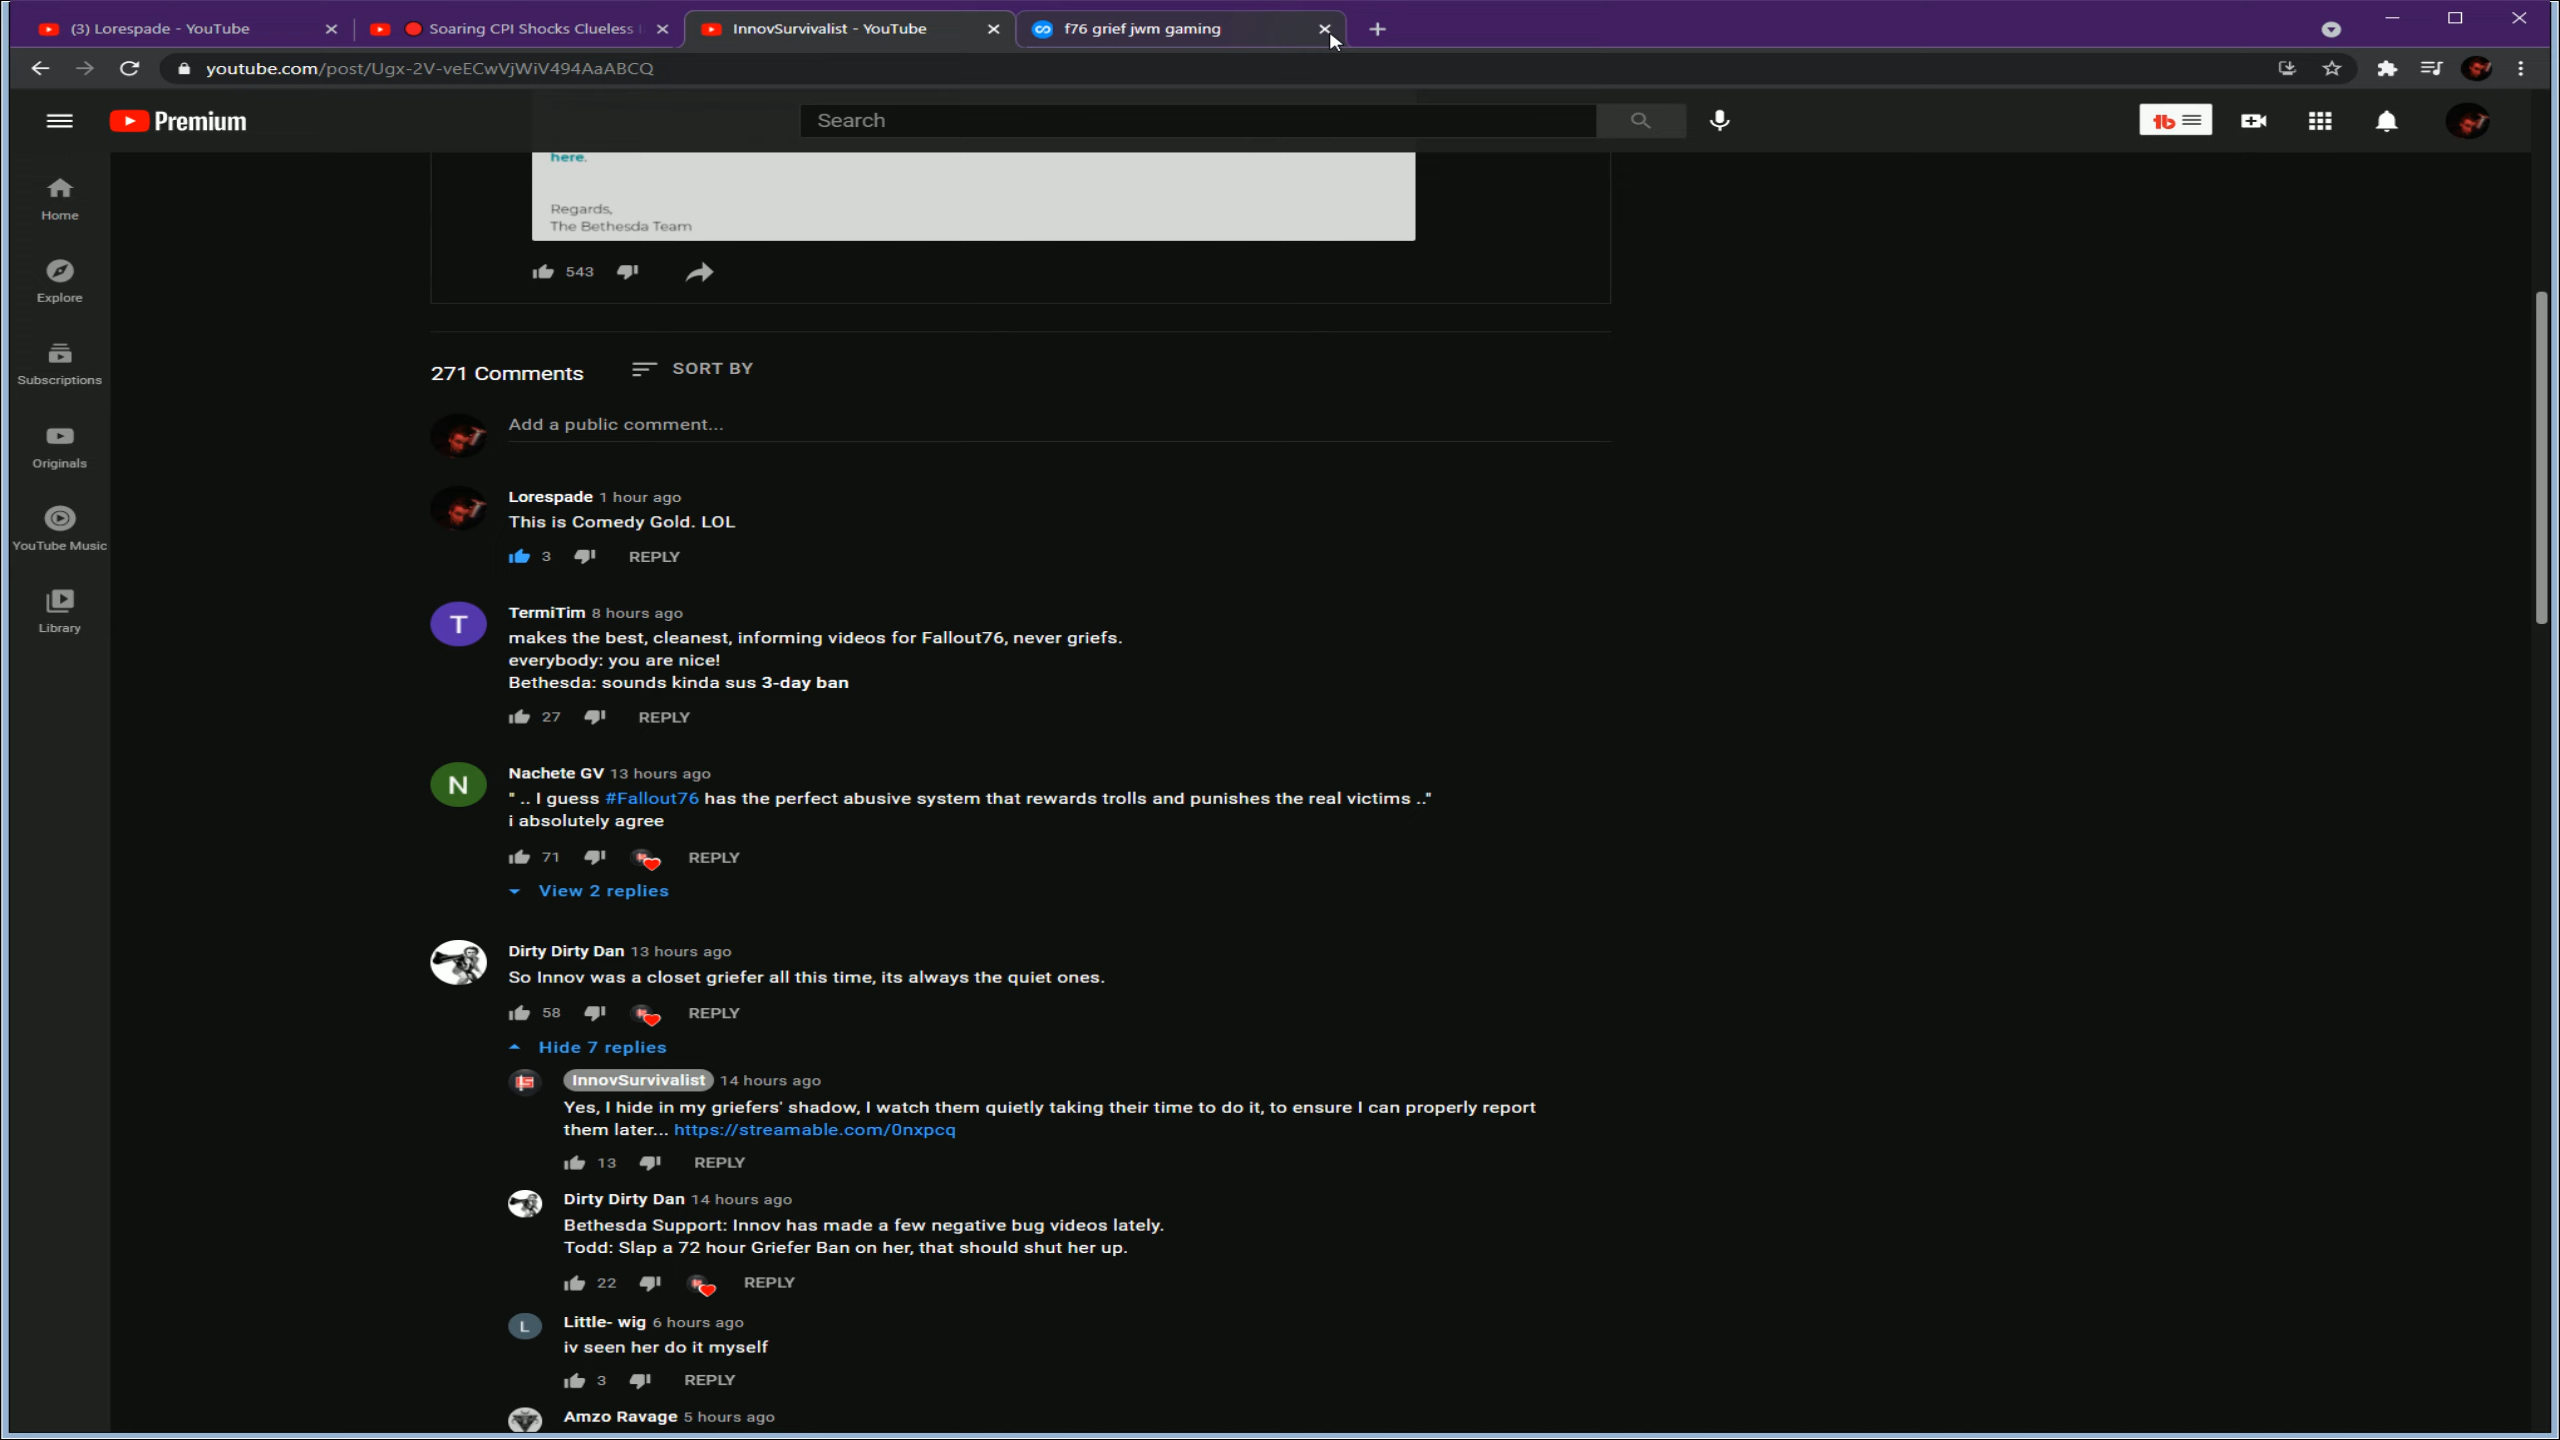 (3) Lorespade - YouTube
Soaring CPI Shocks Clueless
InnovSurvivalist - YouTube
f76 grief jwm gaming
youtube.com/post/Ugx-2V-veECwVjWiV494AaABCQ
Premium
Search
Home
Explore
Subscriptions
Originals
YouTube Music
Library
here.
Regards,
The Bethesda Team
543
271 Comments
SORT BY
Add a public comment...
Lorespade 1 hour ago
This is Comedy Gold. LOL
3 REPLY
T
TermiTim 8 hours ago
makes the best, cleanest, informing videos for Fallout76, never griefs.
everybody: you are nice!
Bethesda: sounds kinda sus 3-day ban
27 REPLY
N
Nachete GV 13 hours ago
" .. I guess #Fallout76 has the perfect abusive system that rewards trolls and punishes the real victims .."
i absolutely agree
71 REPLY
View 2 replies
Dirty Dirty Dan 13 hours ago
So Innov was a closet griefer all this time, its always the quiet ones.
58 REPLY
Hide 7 replies
InnovSurvivalist 14 hours ago
Yes, I hide in my griefers' shadow, I watch them quietly taking their time to do it, to ensure I can properly report
them later... https://streamable.com/0nxpcq
13 REPLY
Dirty Dirty Dan 14 hours ago
Bethesda Support: Innov has made a few negative bug videos lately.
Todd: Slap a 72 hour Griefer Ban on her, that should shut her up.
22 REPLY
L
Little- wig 6 hours ago
iv seen her do it myself
3 REPLY
Amzo Ravage 5 hours ago